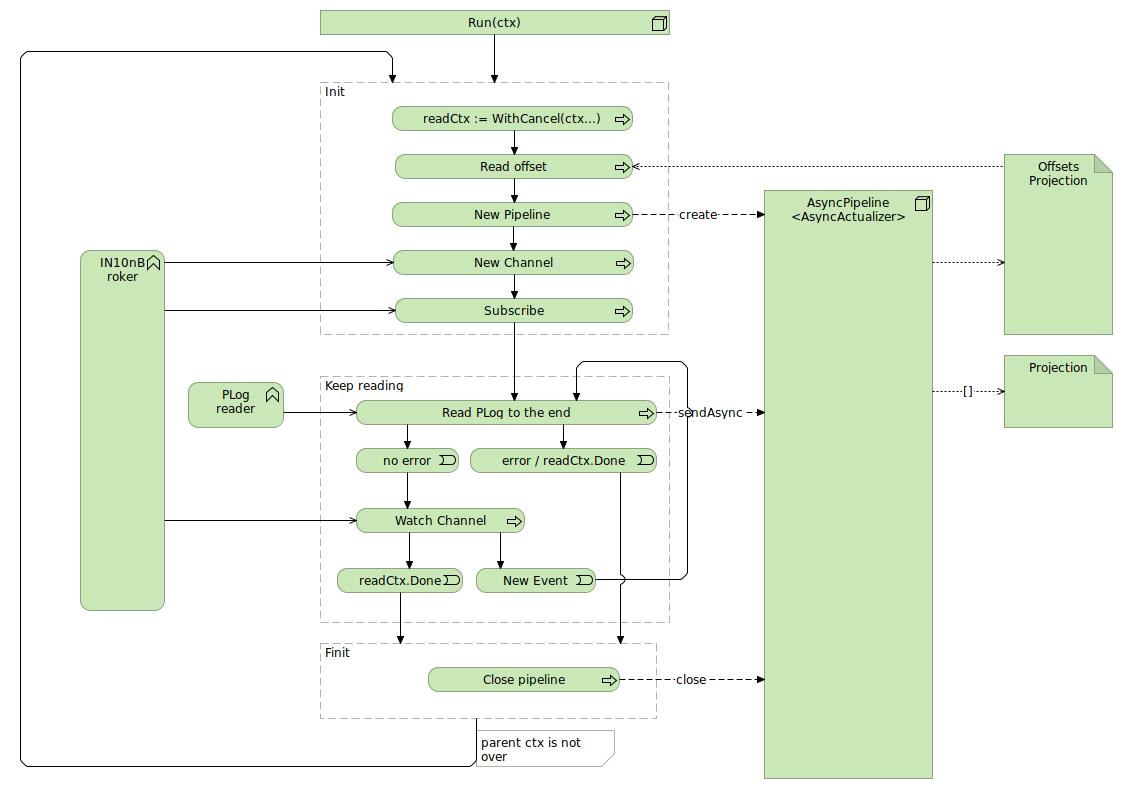 Run(ctx)
Init
readCtx := WithCancel(ctx...)
Read offset
Offsets
Projection
AsyncPipeline
<AsyncActualizer>
New Pipeline
create
IN10nB
roker
New Channel
Subscribe
Projection
Keep reading
PLog
reader
Read PLog to the end
sendAsync
[]
no error
error / readCtx.Done
Watch Channel
readCtx.Done
New Event
Finit
Close pipeline
close
parent ctx is not
over